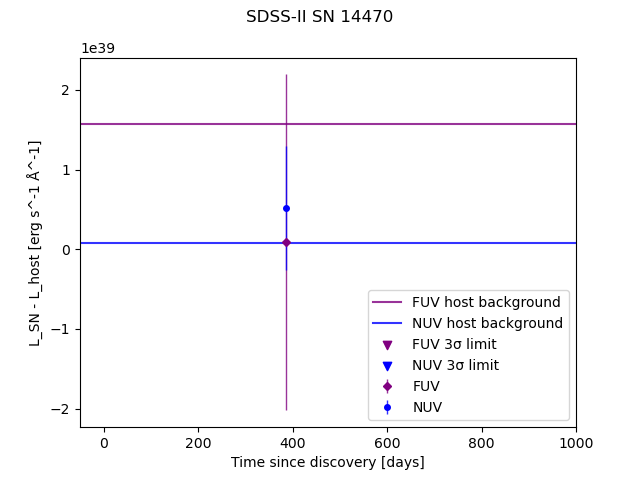 SDSS-II SN 14470
1e39
2
1
0
−1
−2
L_SN - L_host [erg s^-1 Å^-1]
FUV host background
NUV host background
FUV 3σ limit
NUV 3σ limit
FUV
NUV
0 200 400 600 800 1000
Time since discovery [days]